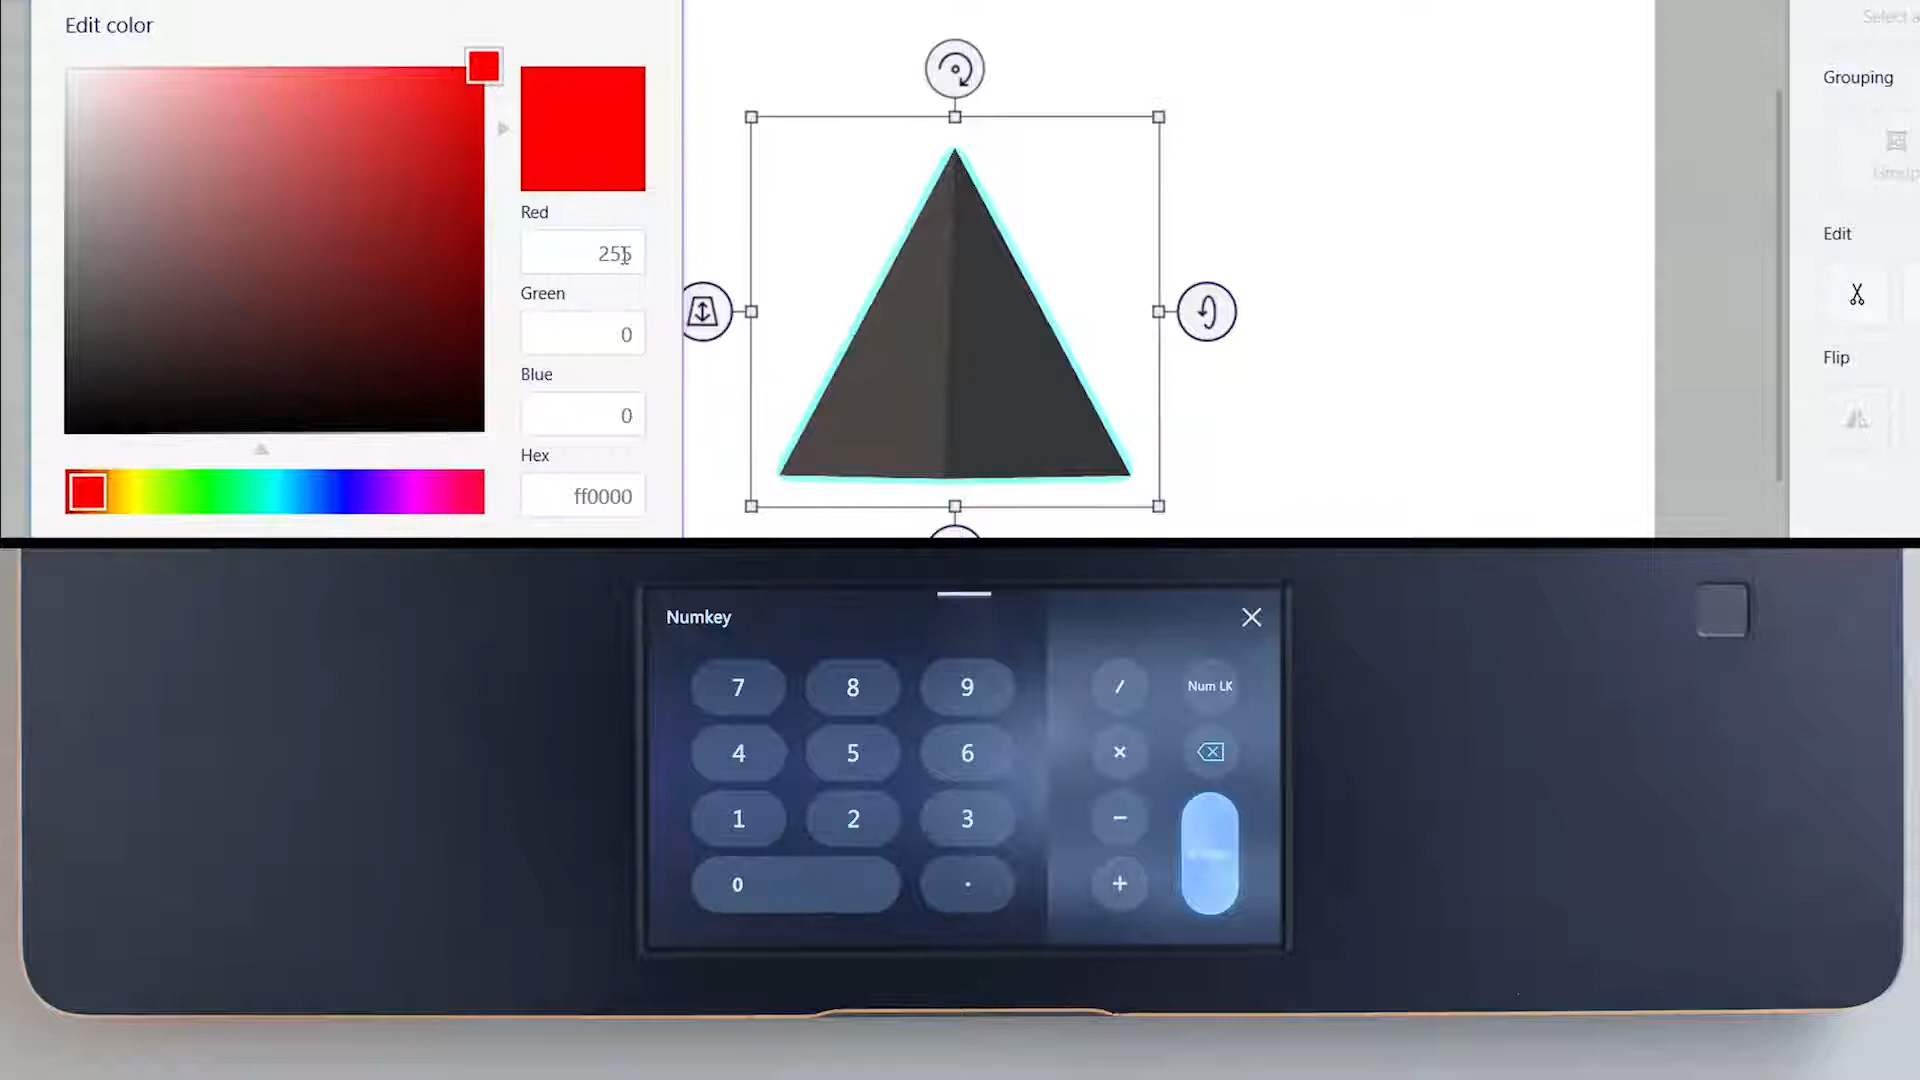 Edit color
Red
255
Green
0
Blue
0
Hex
ff0000
Grouping
Edit
Flip
Numkey
7 8 9 / Num LK
4 5 6 ×
1 2 3 −
0 . +